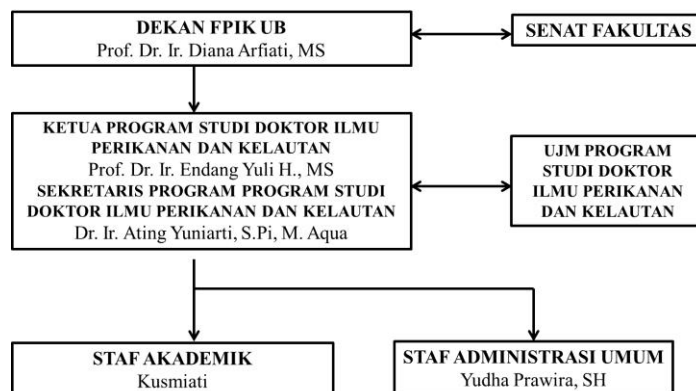 DEKAN FPIK UB
Prof. Dr. Ir. Diana Arfiati, MS
SENAT FAKULTAS
KETUA PROGRAM STUDI DOKTOR ILMU
PERIKANAN DAN KELAUTAN
Prof. Dr. Ir. Endang Yuli H., MS
SEKRETARIS PROGRAM PROGRAM STUDI
DOKTOR ILMU PERIKANAN DAN KELAUTAN
Dr. Ir. Ating Yuniarti, S.Pi, M. Aqua
UJM PROGRAM
STUDI DOKTOR
ILMU PERIKANAN
DAN KELAUTAN
STAF AKADEMIK
Kusmiati
STAF ADMINISTRASI UMUM
Yudha Prawira, SH